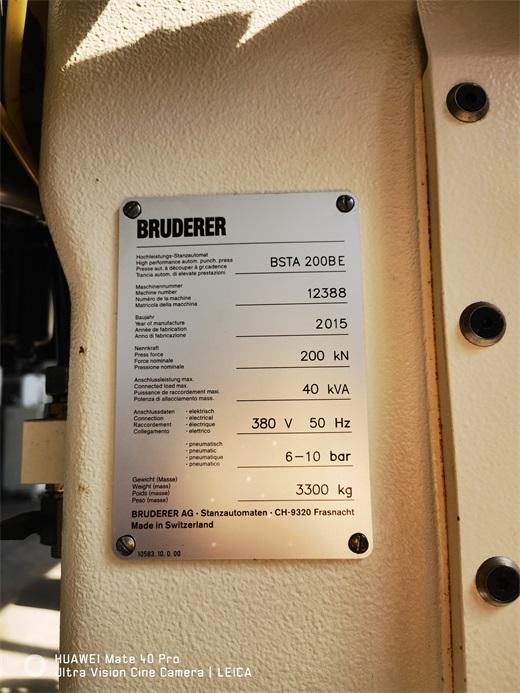 BRUDERER
Hochleistungs-Stanzautomat
High performance autom. punch. press
Presse aut. à découper à gr.cadence
Trancia autom. di elevate prestazioni
BSTA 200BE
Maschinennummer
Machine number
Numéro de la machine
Matricola della macchina
12388
Baujahr
Year of manufacture
Année de fabrication
Anno di fabricazione
2015
Nennkraft
Press force
Force nominale
Pressione nominale
200 kN
Anschlussleistung max.
Connected load max.
Puissance de raccordement maxi.
Potenza di allacciamento mass.
40 kVA
Anschlussdaten - elektrisch
Connection - electrical
Raccordement - électrique
Collegamento - elettrico
380 V 50 Hz
- pneumatisch
- pneumatic
- pneumatique
- pneumatico
6-10 bar
Gewicht (Masse)
Weight (mass)
Poids (masse)
Peso (massa)
3300 kg
BRUDERER AG · Stanzautomaten · CH-9320 Frasnacht
Made in Switzerland
10583. 10. 0. 00
HUAWEI Mate 40 Pro
Ultra Vision Cine Camera | LEICA